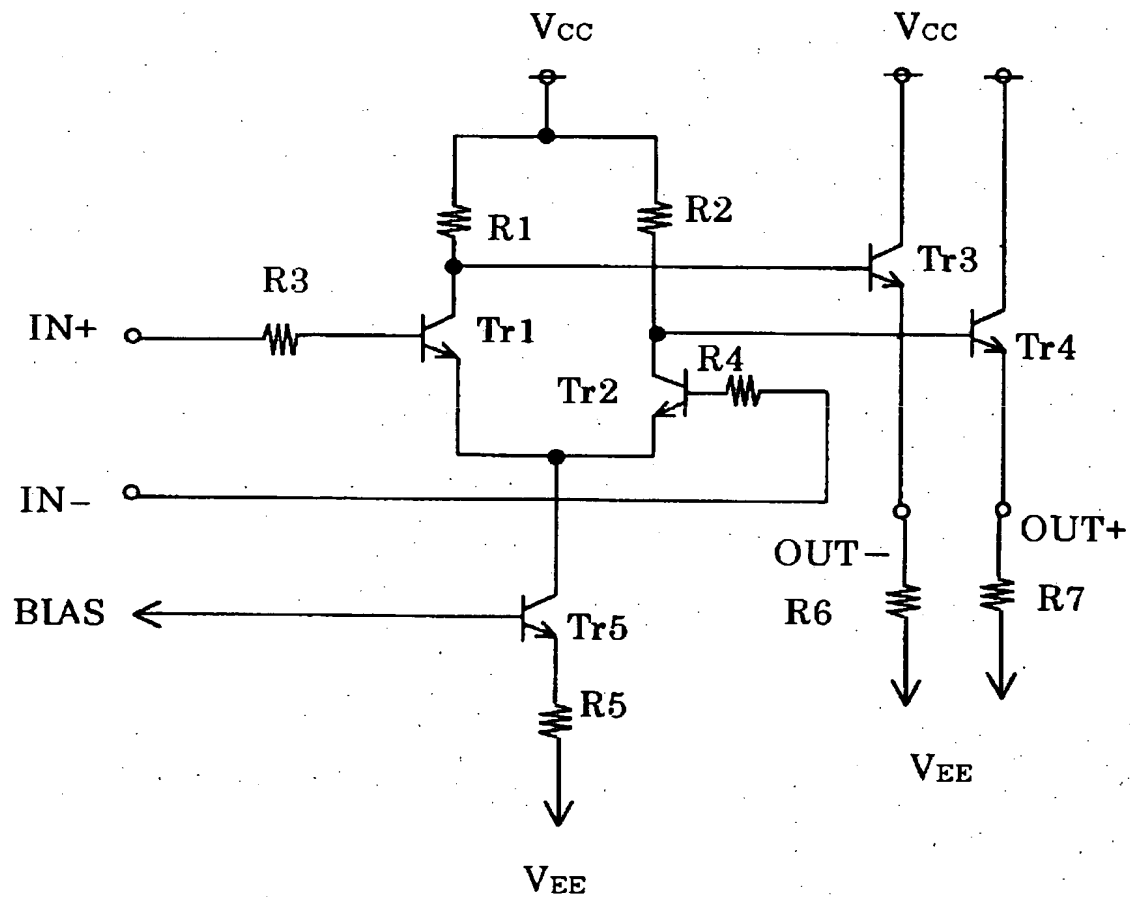 VCC
VCC
R1
R2
R3
Tr3
IN+
Tr1
R4
Tr4
Tr2
IN-
OUT-
OUT+
BIAS
Tr5
R6
R7
R5
VEE
VEE